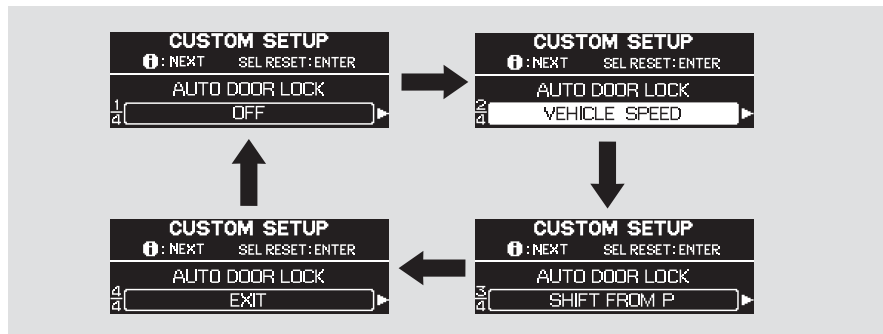 CUSTOM SETUP
i : NEXT SEL RESET : ENTER
AUTO DOOR LOCK
1/4 OFF
CUSTOM SETUP
i : NEXT SEL RESET : ENTER
AUTO DOOR LOCK
2/4 VEHICLE SPEED
CUSTOM SETUP
i : NEXT SEL RESET : ENTER
AUTO DOOR LOCK
4/4 EXIT
CUSTOM SETUP
i : NEXT SEL RESET : ENTER
AUTO DOOR LOCK
3/4 SHIFT FROM P